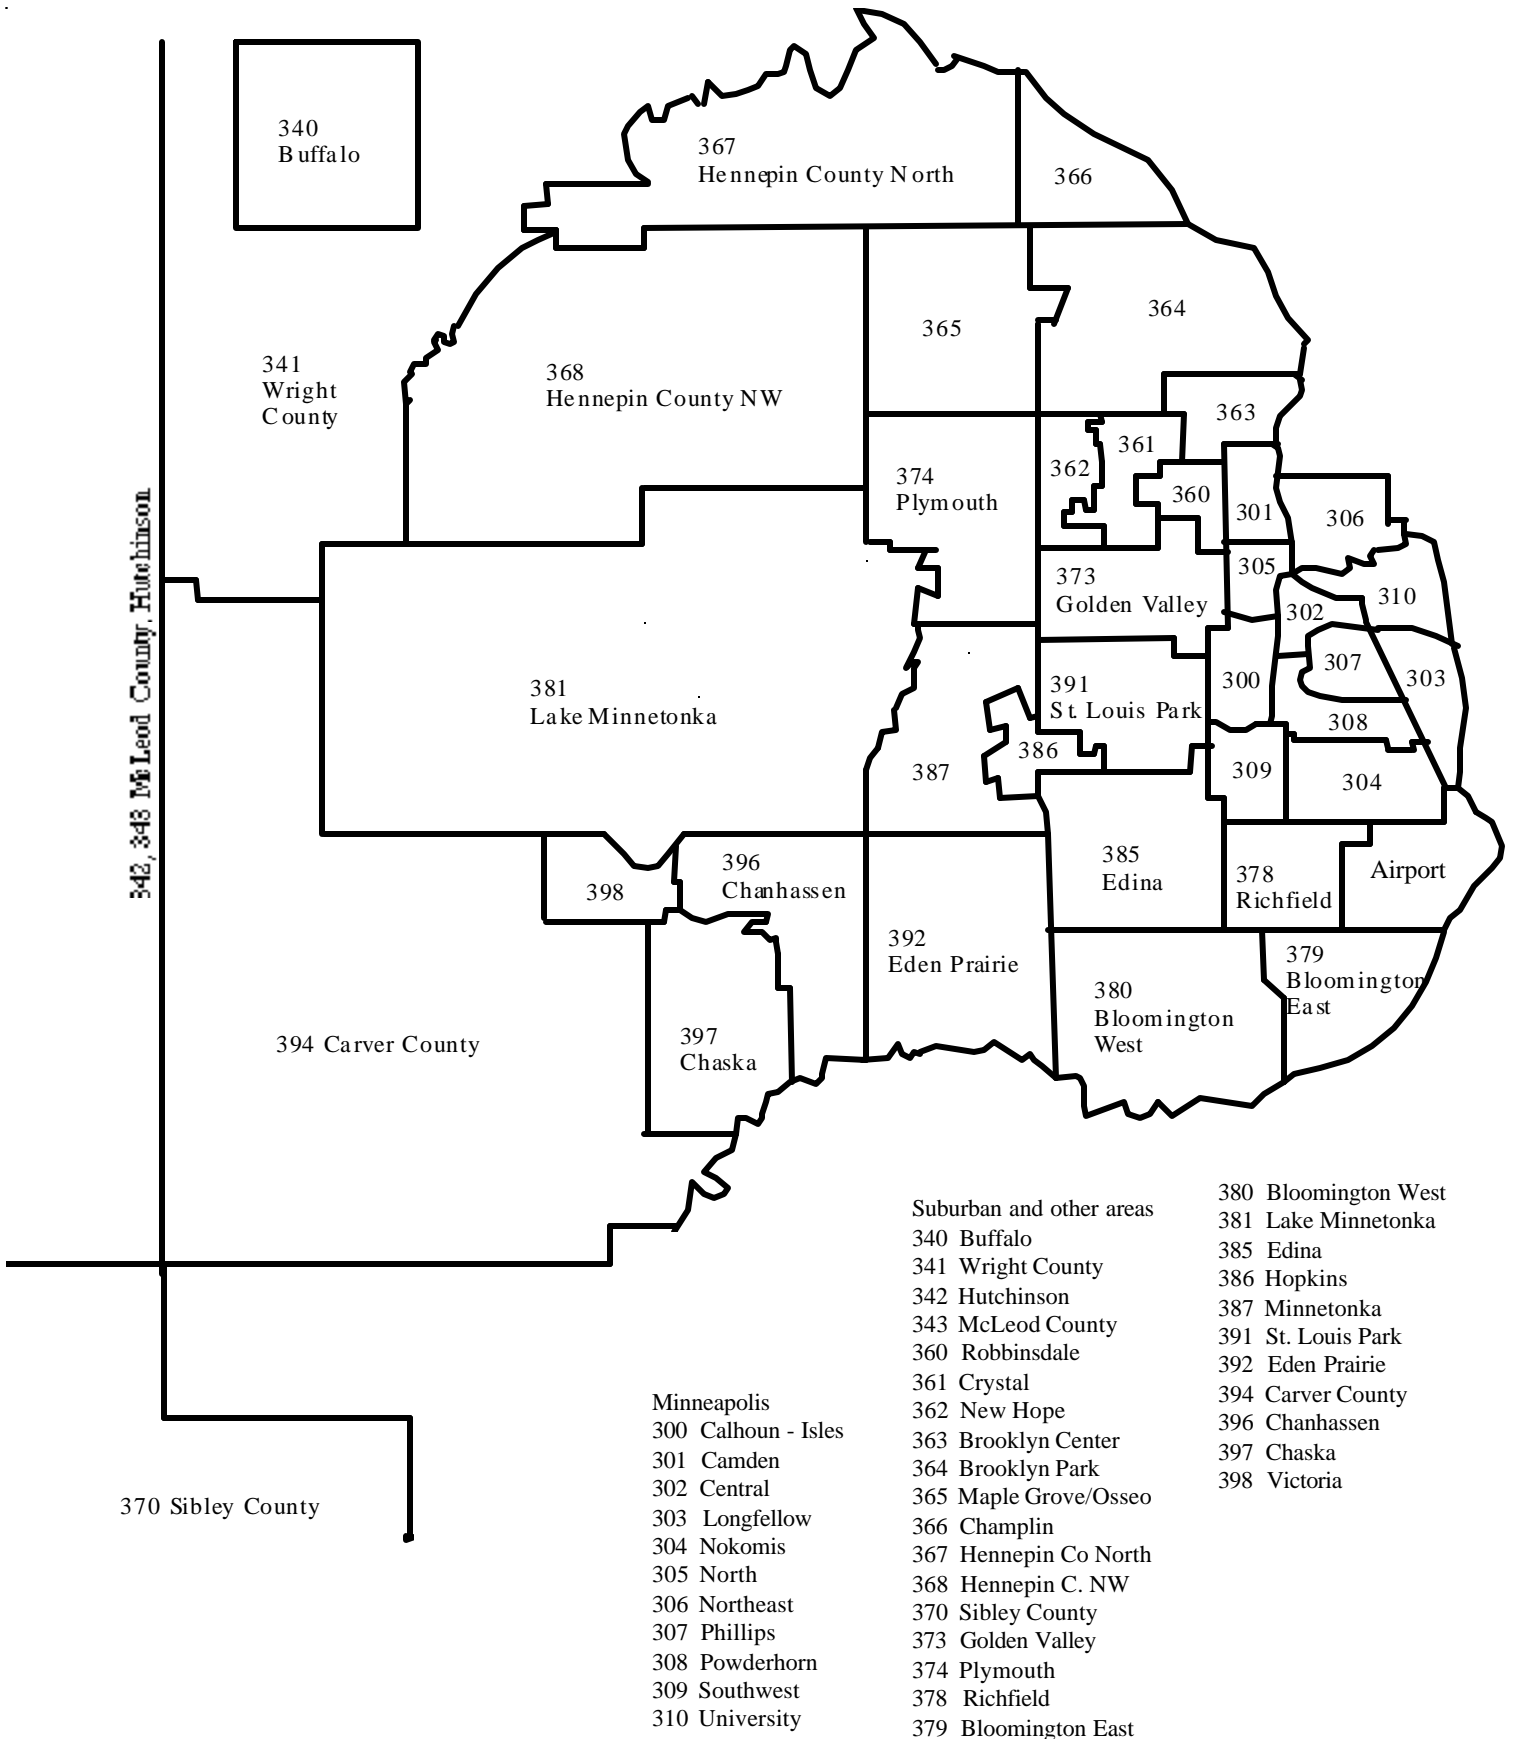 340
Buffalo
367
Hennepin County North
366
341
Wright
County
368
Hennepin County NW
365
364
363
361
362
360
374
Plymouth
301
306
305
373
Golden Valley
302
310
342, 343 McLeod County, Hutchinson
381
Lake Minnetonka
391
St. Louis Park
300
307
303
308
386
387
309
304
396
Chanhassen
398
385
Edina
378
Richfield
Airport
392
Eden Prairie
379
Bloomington
East
380
Bloomington
West
394 Carver County
397
Chaska
370 Sibley County
Minneapolis
300 Calhoun - Isles
301 Camden
302 Central
303 Longfellow
304 Nokomis
305 North
306 Northeast
307 Phillips
308 Powderhorn
309 Southwest
310 University
Suburban and other areas
340 Buffalo
341 Wright County
342 Hutchinson
343 McLeod County
360 Robbinsdale
361 Crystal
362 New Hope
363 Brooklyn Center
364 Brooklyn Park
365 Maple Grove/Osseo
366 Champlin
367 Hennepin Co North
368 Hennepin C. NW
370 Sibley County
373 Golden Valley
374 Plymouth
378 Richfield
379 Bloomington East
380 Bloomington West
381 Lake Minnetonka
385 Edina
386 Hopkins
387 Minnetonka
391 St. Louis Park
392 Eden Prairie
394 Carver County
396 Chanhassen
397 Chaska
398 Victoria